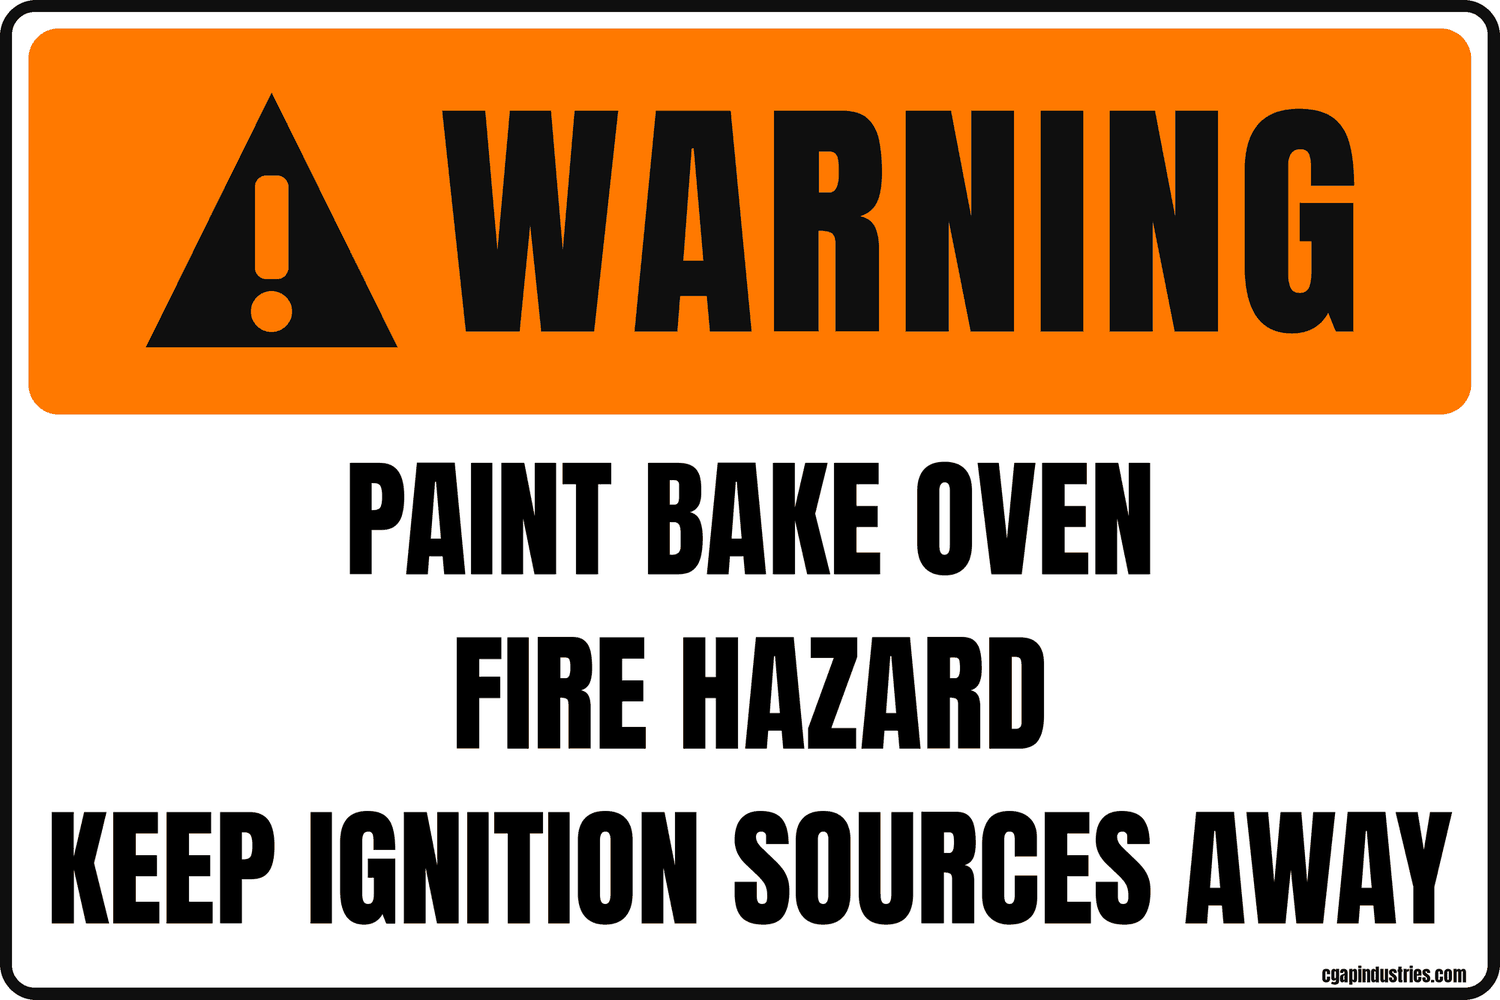 WARNING
PAINT BAKE OVEN
FIRE HAZARD
KEEP IGNITION SOURCES AWAY
cgapindustries.com